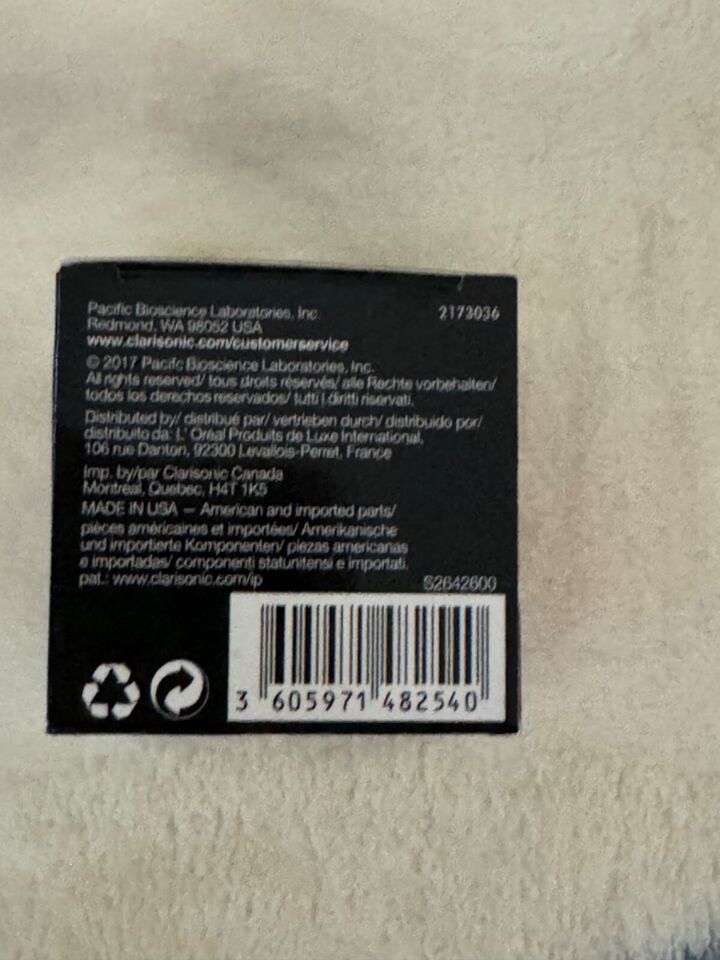 Pacific Bioscience Laboratories, Inc.
2173036
Redmond, WA 98052 USA
www.clarisonic.com/customerservice
© 2017 Pacifc Bioscience Laboratories, Inc.
All rights reserved/ tous droits réservés/ alle Rechte vorbehalten/
todos los derechos reservados/ tutti i diritti riservati.
Distributed by/ distribué par/ vertrieben durch/ distribuido por/
distribuito da: L'Oréal Produits de Luxe International,
106 rue Danton, 92300 Levallois-Perret, France
Imp. by/par Clarisonic Canada
Montreal, Quebec, H4T 1K5
MADE IN USA — American and imported parts/
pièces américaines et importées/ Amerikanische
und importierte Komponenten/ piezas americanas
e importadas/ componenti statunitensi e importati.
pat.: www.clarisonic.com/ip
S2642600
3 605971 482540